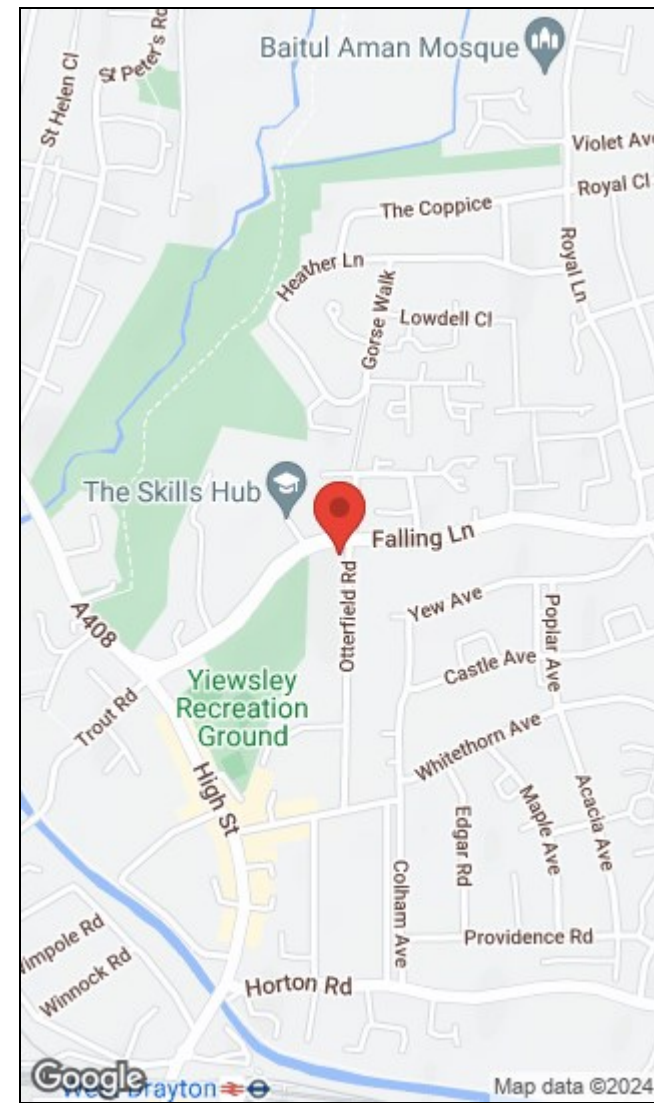 St Peter's Rd
Baitul Aman Mosque
St Helen Cl
Violet Ave
Royal Cl
The Coppice
Royal Ln
Heather Ln
Gorse Walk
Lowdell Cl
The Skills Hub
Falling Ln
Otterfield Rd
Yew Ave
Poplar Ave
A408
Castle Ave
Yiewsley
Recreation
Ground
Trout Rd
Whitethorn Ave
High St
Maple Ave
Acacia Ave
Edgar Rd
Colham Ave
Wimpole Rd
Providence Rd
Winnock Rd
Horton Rd
Google
West Drayton
Map data ©2024